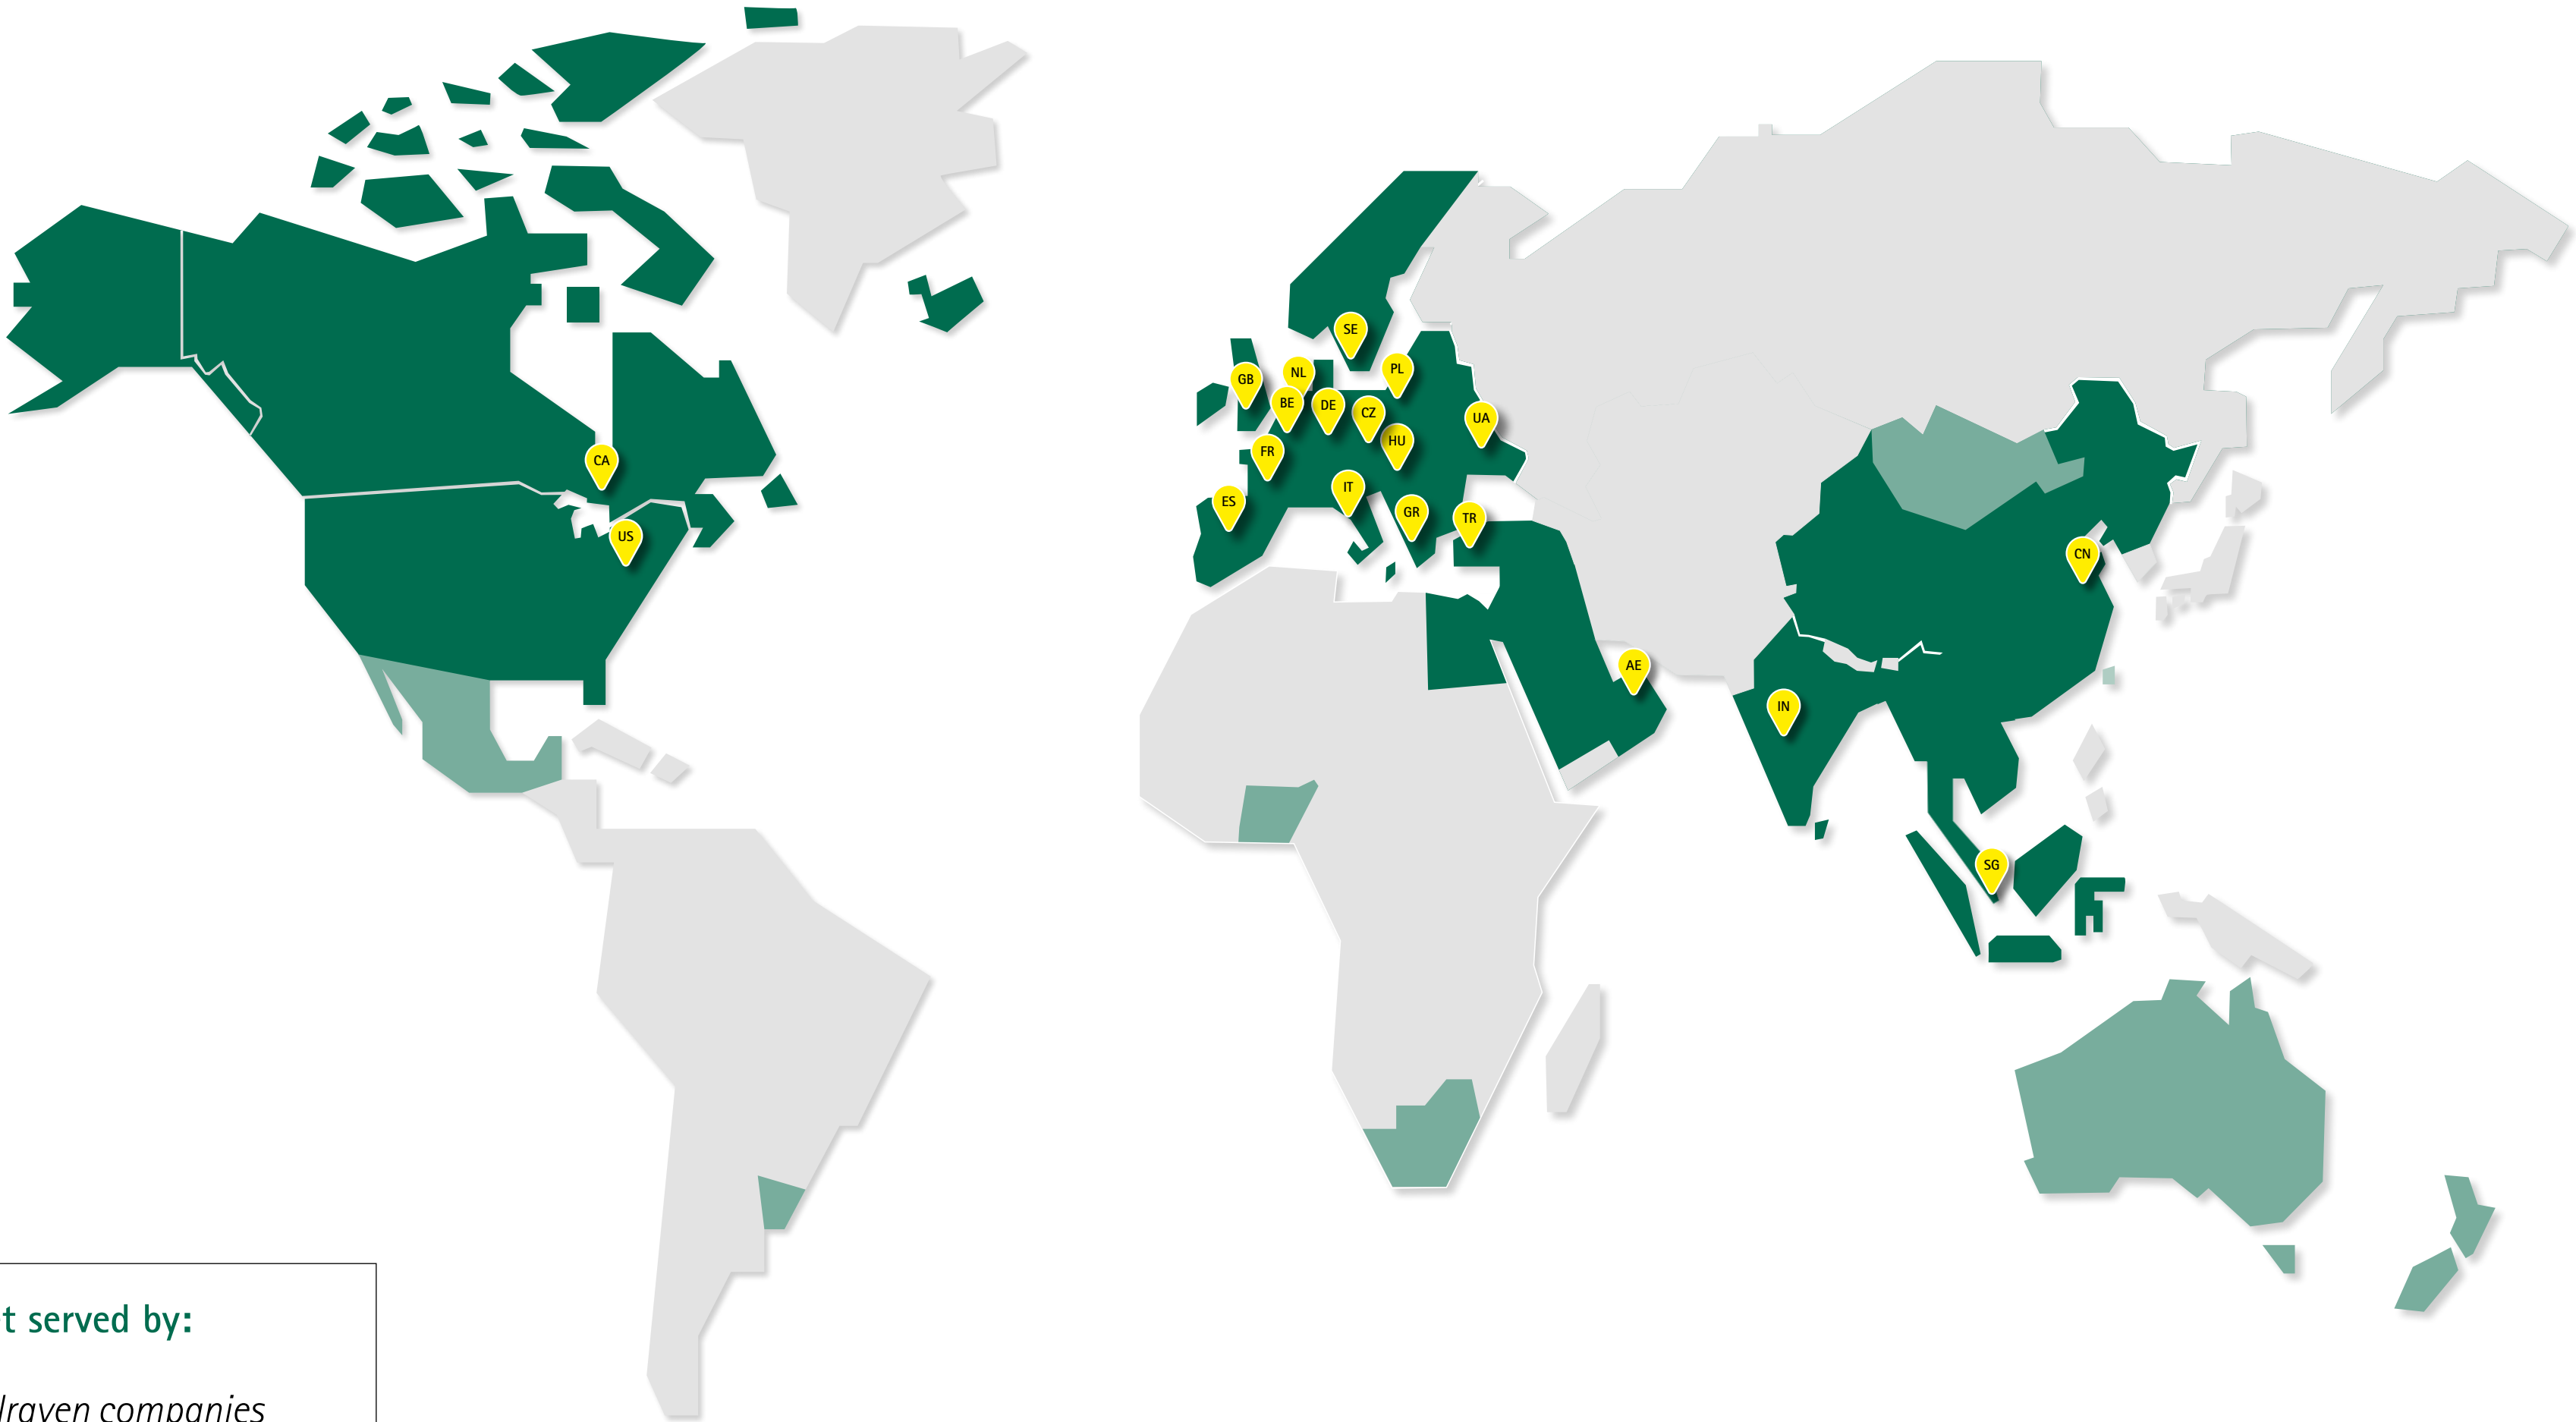 SE
GB
NL
PL
BE
DE
CZ
UA
HU
FR
CA
IT
ES
GR
TR
US
CN
AE
IN
SG
t served by:
raven companies